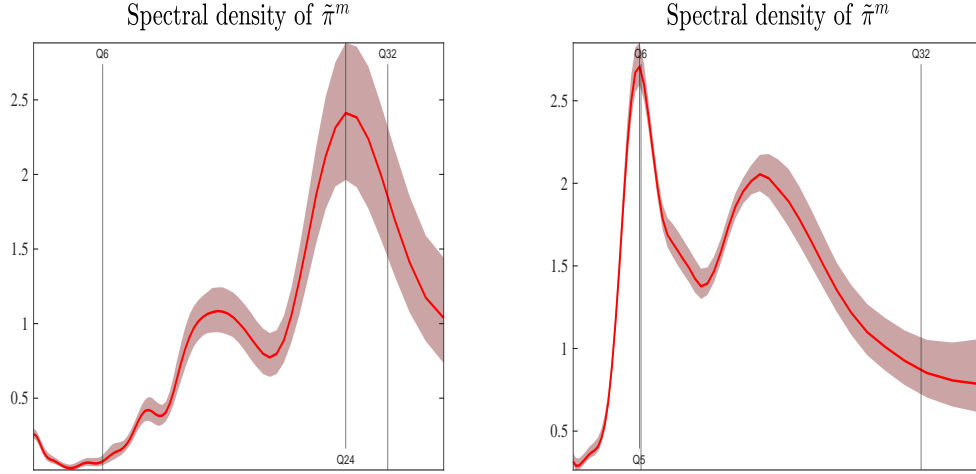 Spectral density of π̃ᵐ
Q6
Q32
2.5
2
1.5
1
0.5
Q24
Spectral density of π̃ᵐ
Q6
Q32
2.5
2
1.5
1
0.5
Q5